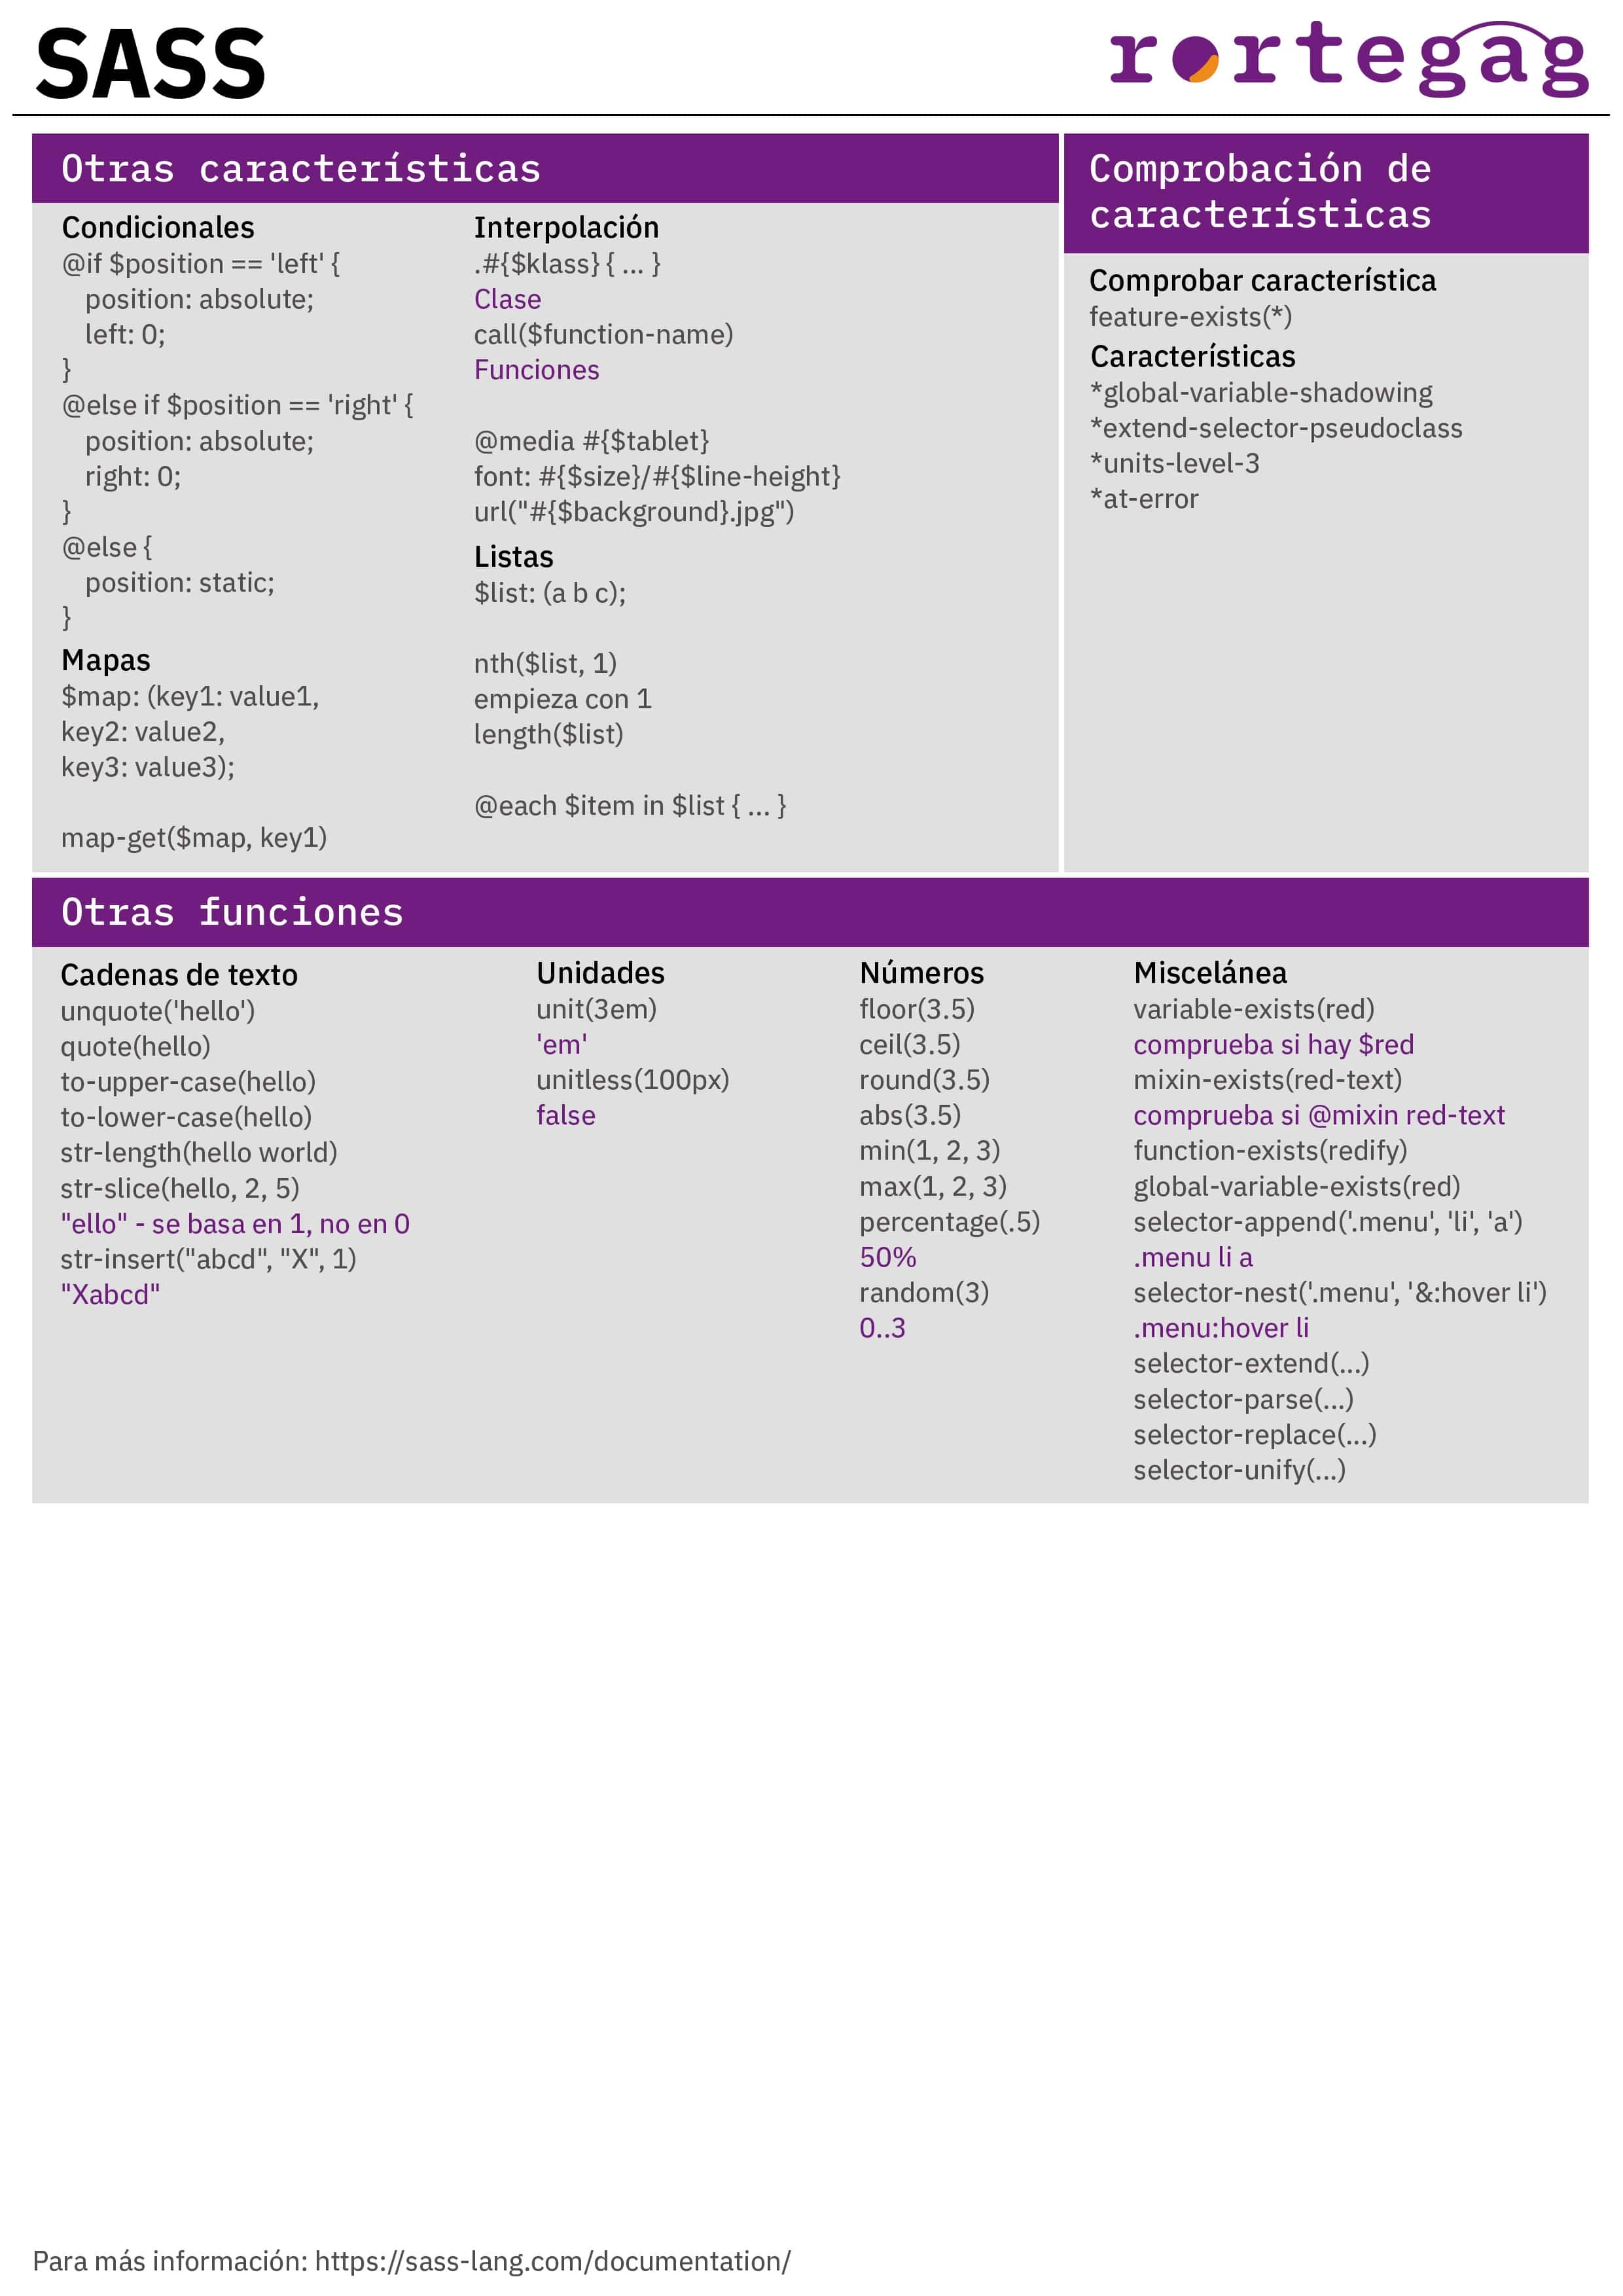 SASS
rortegag
Otras características
Condicionales
@if $position == 'left' {
position: absolute;
left: 0;
}
@else if $position == 'right' {
position: absolute;
right: 0;
}
@else {
position: static;
}
Mapas
$map: (key1: value1,
key2: value2,
key3: value3);
map-get($map, key1)
Interpolación
.#{$klass} { ... }
Clase
call($function-name)
Funciones
@media #{$tablet}
font: #{$size}/#{$line-height}
url("#{$background}.jpg")
Listas
$list: (a b c);
nth($list, 1)
empieza con 1
length($list)
@each $item in $list { ... }
Comprobación de
características
Comprobar característica
feature-exists(*)
Características
*global-variable-shadowing
*extend-selector-pseudoclass
*units-level-3
*at-error
Otras funciones
Cadenas de texto
unquote('hello')
quote(hello)
to-upper-case(hello)
to-lower-case(hello)
str-length(hello world)
str-slice(hello, 2, 5)
"ello" - se basa en 1, no en 0
str-insert("abcd", "X", 1)
"Xabcd"
Unidades
unit(3em)
'em'
unitless(100px)
false
Números
floor(3.5)
ceil(3.5)
round(3.5)
abs(3.5)
min(1, 2, 3)
max(1, 2, 3)
percentage(.5)
50%
random(3)
0..3
Miscelánea
variable-exists(red)
comprueba si hay $red
mixin-exists(red-text)
comprueba si @mixin red-text
function-exists(redify)
global-variable-exists(red)
selector-append('.menu', 'li', 'a')
.menu li a
selector-nest('.menu', '&:hover li')
.menu:hover li
selector-extend(...)
selector-parse(...)
selector-replace(...)
selector-unify(...)
Para más información: https://sass-lang.com/documentation/